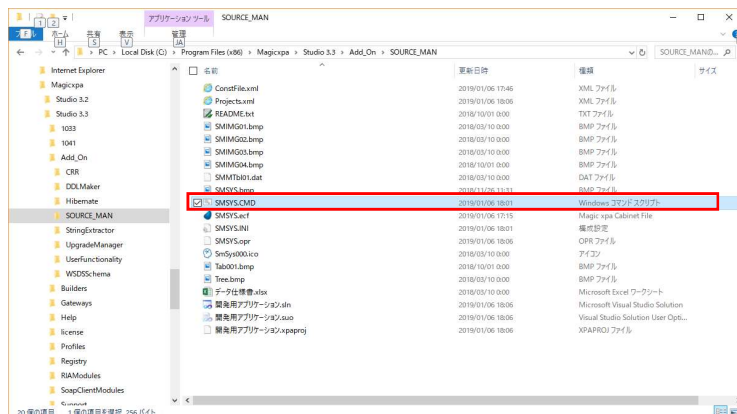 アプリケーション ツール SOURCE_MAN
1 2
ファイル ホーム 共有 表示 管理
F H S V JA
PC > Local Disk (C:) > Program Files (x86) > Magicxpa > Studio 3.3 > Add_On > SOURCE_MAN SOURCE_MANの...
Internet Explorer
Magicxpa
Studio 3.2
Studio 3.3
1033
1041
Add_On
CRR
DDLMaker
Hibernate
SOURCE_MAN
StringExtractor
UpgradeManager
UserFunctionality
WSDSSchema
Builders
Gateways
Help
license
Profiles
Registry
RIAModules
SoapClientModules
Support
名前 更新日時 種類 サイズ
ConstFile.xml 2019/01/06 17:46 XML ファイル
Projects.xml 2019/01/06 18:06 XML ファイル
README.txt 2018/10/01 0:00 TXT ファイル
SMIMG01.bmp 2018/03/10 0:00 BMP ファイル
SMIMG02.bmp 2018/03/10 0:00 BMP ファイル
SMIMG03.bmp 2018/03/10 0:00 BMP ファイル
SMIMG04.bmp 2018/10/01 0:00 BMP ファイル
SMMTbl01.dat 2018/03/10 0:00 DAT ファイル
SMSYS.bmp 2018/11/26 11:11 BMP ファイル
SMSYS.CMD 2019/01/06 18:01 Windows コマンド スクリプト
SMSYS.ecf 2019/01/06 17:15 Magic xpa Cabinet File
SMSYS.INI 2019/01/06 18:01 構成設定
SMSYS.opr 2019/01/06 18:06 OPR ファイル
SmSys000.ico 2018/03/10 0:00 アイコン
Tab001.bmp 2018/10/01 0:00 BMP ファイル
Tree.bmp 2018/03/10 0:00 BMP ファイル
データ仕様書.xlsx 2018/03/10 0:00 Microsoft Excel ワークシート
開発用アプリケーション.sln 2019/01/06 18:06 Microsoft Visual Studio Solution
開発用アプリケーション.suo 2019/01/06 18:06 Visual Studio Solution User Opti...
開発用アプリケーション.xpaproj 2019/01/06 18:06 XPAPROJ ファイル
20 個の項目 1 個の項目を選択 256 バイト